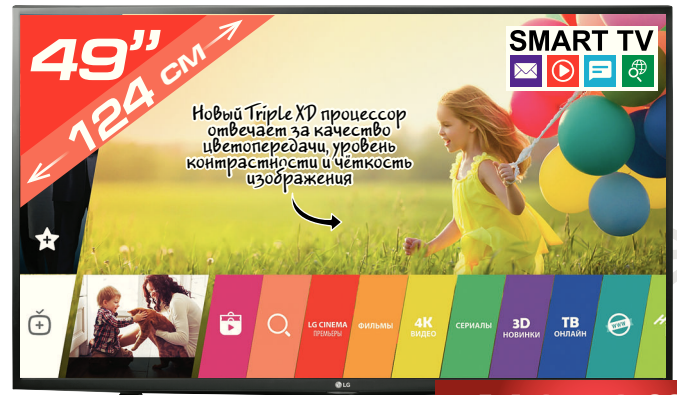 49”
124 см
SMART TV
Новый Triple XD процессор
отвечает за качество
цветопередачи, уровень
контрастности и чёткость
изображения
LG CINEMA
ПРЕМЬЕРЫ
ФИЛЬМЫ
4K
ВИДЕО
СЕРИАЛЫ
3D
НОВИНКИ
ТВ
ОНЛАЙН
www
LG